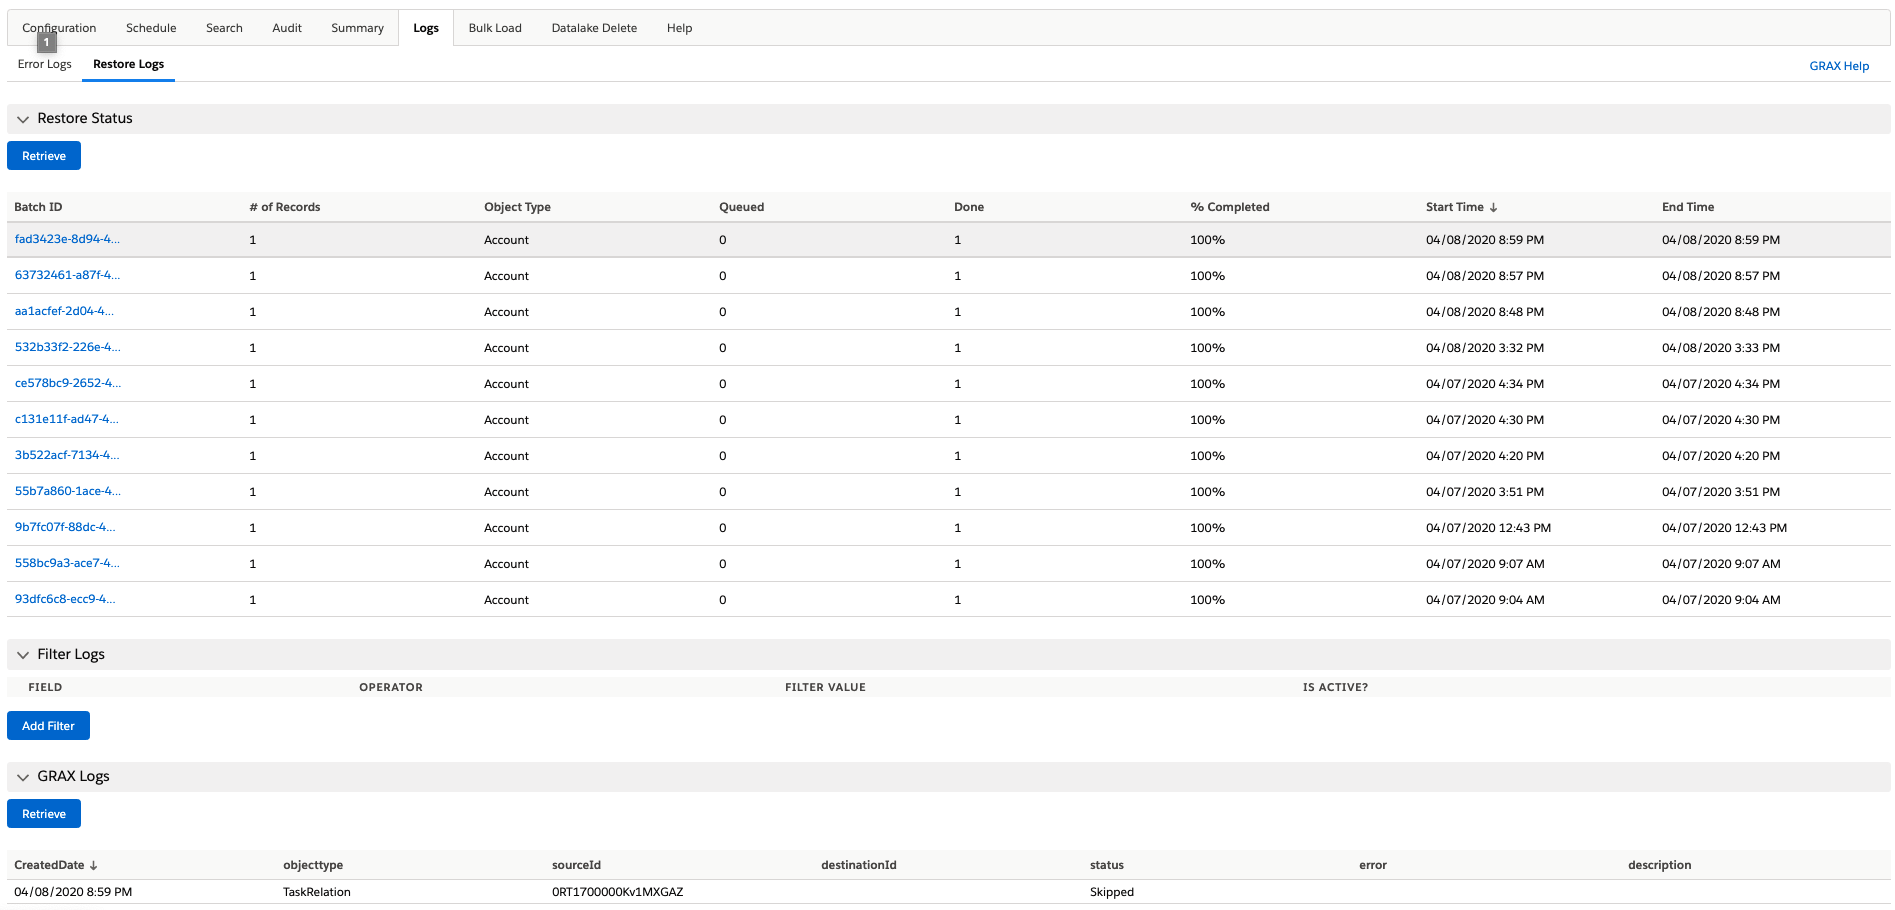 Configuration Schedule Search Audit Summary Logs Bulk Load Datalake Delete Help
1
Error Logs Restore Logs GRAX Help
Restore Status
Retrieve
Batch ID # of Records Object Type Queued Done % Completed Start Time ↓ End Time
fad3423e-8d94-4... 1 Account 0 1 100% 04/08/2020 8:59 PM 04/08/2020 8:59 PM
63732461-a87f-4... 1 Account 0 1 100% 04/08/2020 8:57 PM 04/08/2020 8:57 PM
aa1acfef-2d04-4... 1 Account 0 1 100% 04/08/2020 8:48 PM 04/08/2020 8:48 PM
532b33f2-226e-4... 1 Account 0 1 100% 04/08/2020 3:32 PM 04/08/2020 3:33 PM
ce578bc9-2652-4... 1 Account 0 1 100% 04/07/2020 4:34 PM 04/07/2020 4:34 PM
c131e11f-ad47-4... 1 Account 0 1 100% 04/07/2020 4:30 PM 04/07/2020 4:30 PM
3b522acf-7134-4... 1 Account 0 1 100% 04/07/2020 4:20 PM 04/07/2020 4:20 PM
55b7a860-1ace-4... 1 Account 0 1 100% 04/07/2020 3:51 PM 04/07/2020 3:51 PM
9b7fc07f-88dc-4... 1 Account 0 1 100% 04/07/2020 12:43 PM 04/07/2020 12:43 PM
558bc9a3-ace7-4... 1 Account 0 1 100% 04/07/2020 9:07 AM 04/07/2020 9:07 AM
93dfc6c8-ecc9-4... 1 Account 0 1 100% 04/07/2020 9:04 AM 04/07/2020 9:04 AM
Filter Logs
FIELD OPERATOR FILTER VALUE IS ACTIVE?
Add Filter
GRAX Logs
Retrieve
CreatedDate ↓ objecttype sourceId destinationId status error description
04/08/2020 8:59 PM TaskRelation 0RT1700000Kv1MXGAZ Skipped